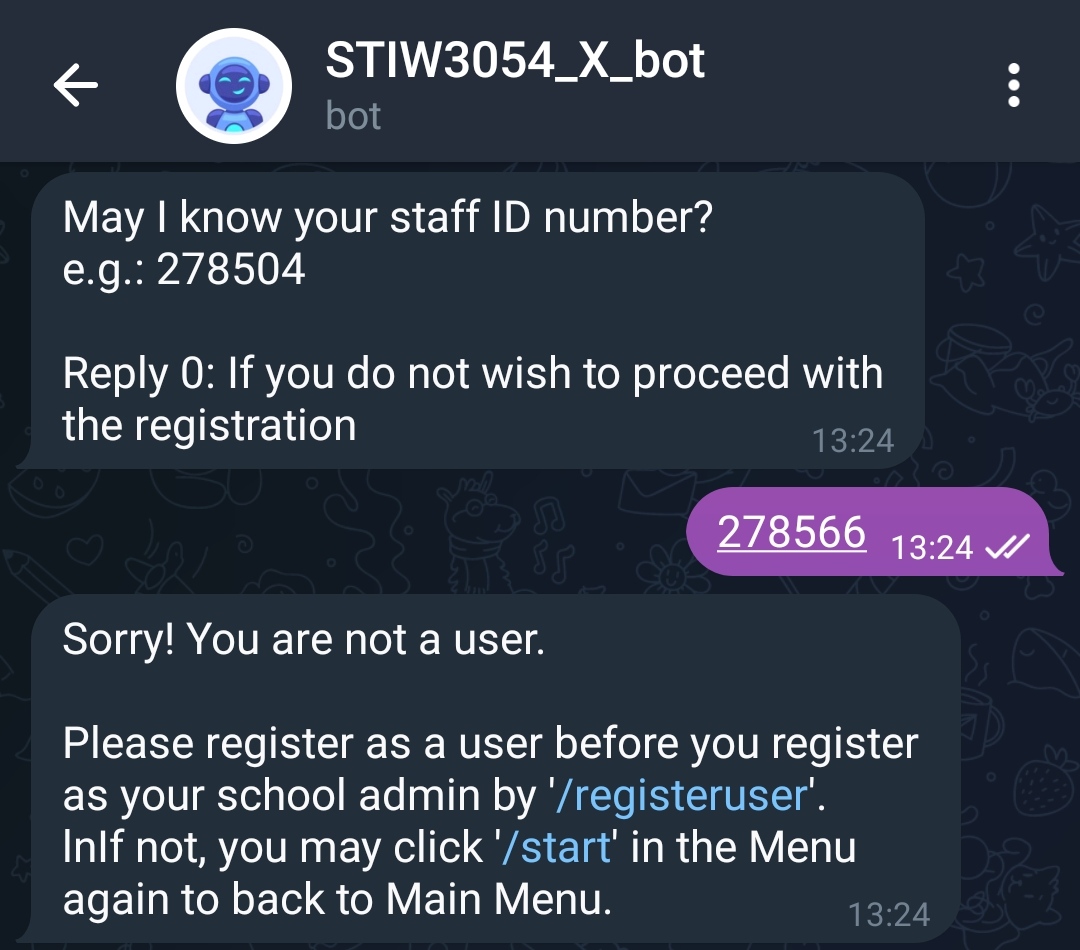 STIW3054_X_bot
bot
May I know your staff ID number?
e.g.: 278504
Reply 0: If you do not wish to proceed with
the registration
13:24
278566 13:24
Sorry! You are not a user.
Please register as a user before you register
as your school admin by '/registeruser'.
lnIf not, you may click '/start' in the Menu
again to back to Main Menu.
13:24